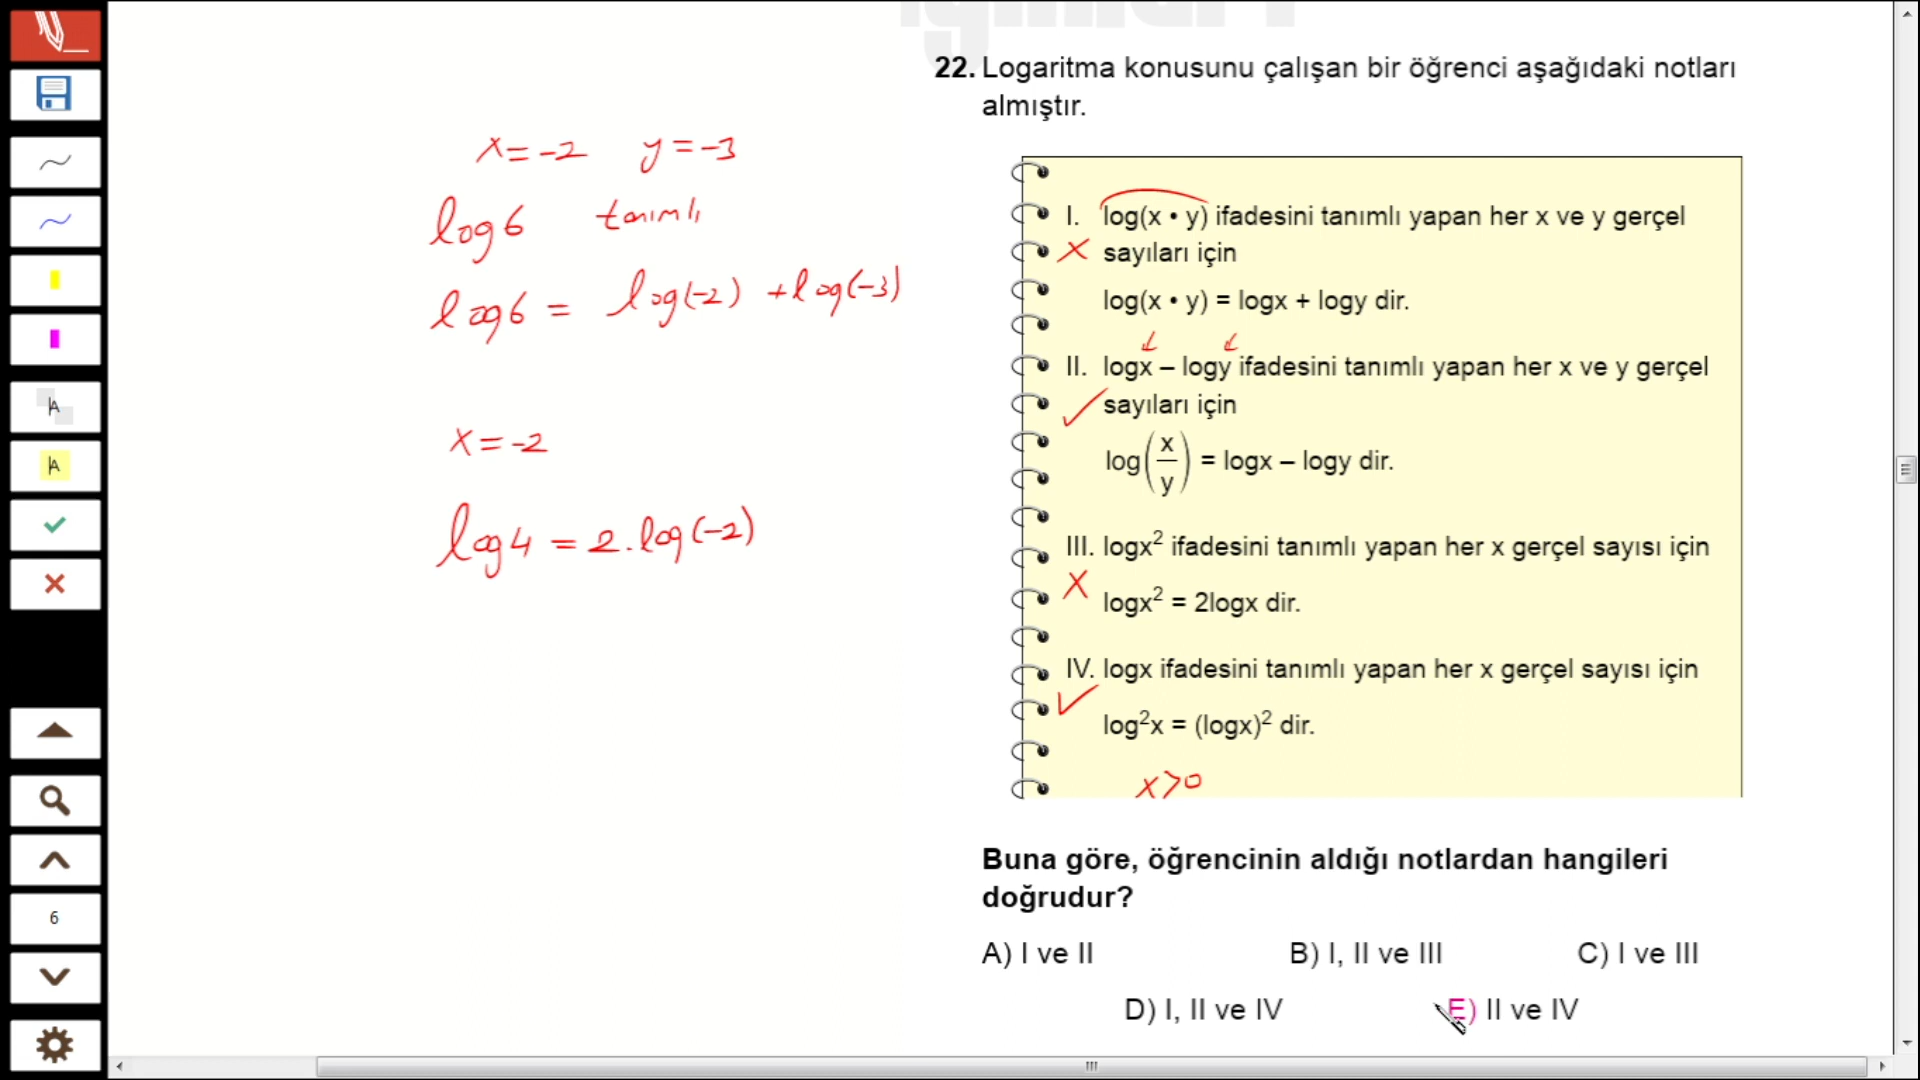 x = -2 y = -3
log6 tanımlı
log6 = log(-2) + log(-3)
x = -2
log4 = 2.log(-2)
22. Logaritma konusunu çalışan bir öğrenci aşağıdaki notları
almıştır.
I. log(x • y) ifadesini tanımlı yapan her x ve y gerçel
sayıları için
log(x • y) = logx + logy dir.
II. logx – logy ifadesini tanımlı yapan her x ve y gerçel
sayıları için
log(x/y) = logx – logy dir.
III. logx² ifadesini tanımlı yapan her x gerçel sayısı için
logx² = 2logx dir.
IV. logx ifadesini tanımlı yapan her x gerçel sayısı için
log²x = (logx)² dir.
x>0
Buna göre, öğrencinin aldığı notlardan hangileri
doğrudur?
A) I ve II B) I, II ve III C) I ve III
D) I, II ve IV E) II ve IV
6